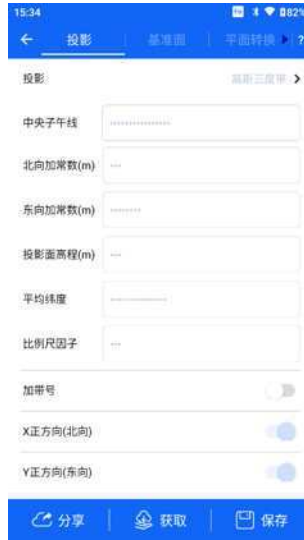 15:34
82%
投影 基准面 平面转换 ?
投影 高斯三度带
中央子午线
北向加常数(m)
东向加常数(m)
投影面高程(m)
平均纬度
比例尺因子
加带号
X正方向(北向)
Y正方向(东向)
分享 获取 保存